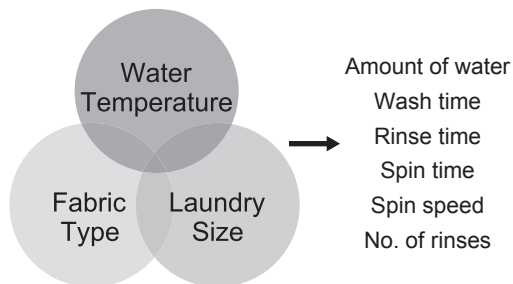 Water
Temperature
Fabric
Type
Laundry
Size
Amount of water
Wash time
Rinse time
Spin time
Spin speed
No. of rinses